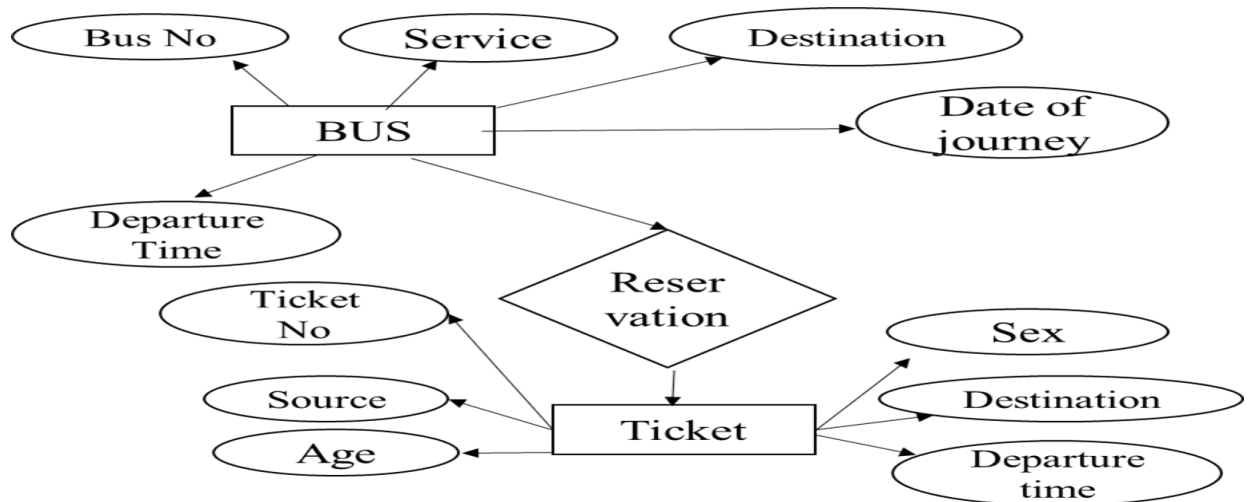 Bus No
Service
Destination
BUS
Date of
journey
Departure
Time
Reser
vation
Ticket
No
Sex
Source
Destination
Ticket
Age
Departure
time